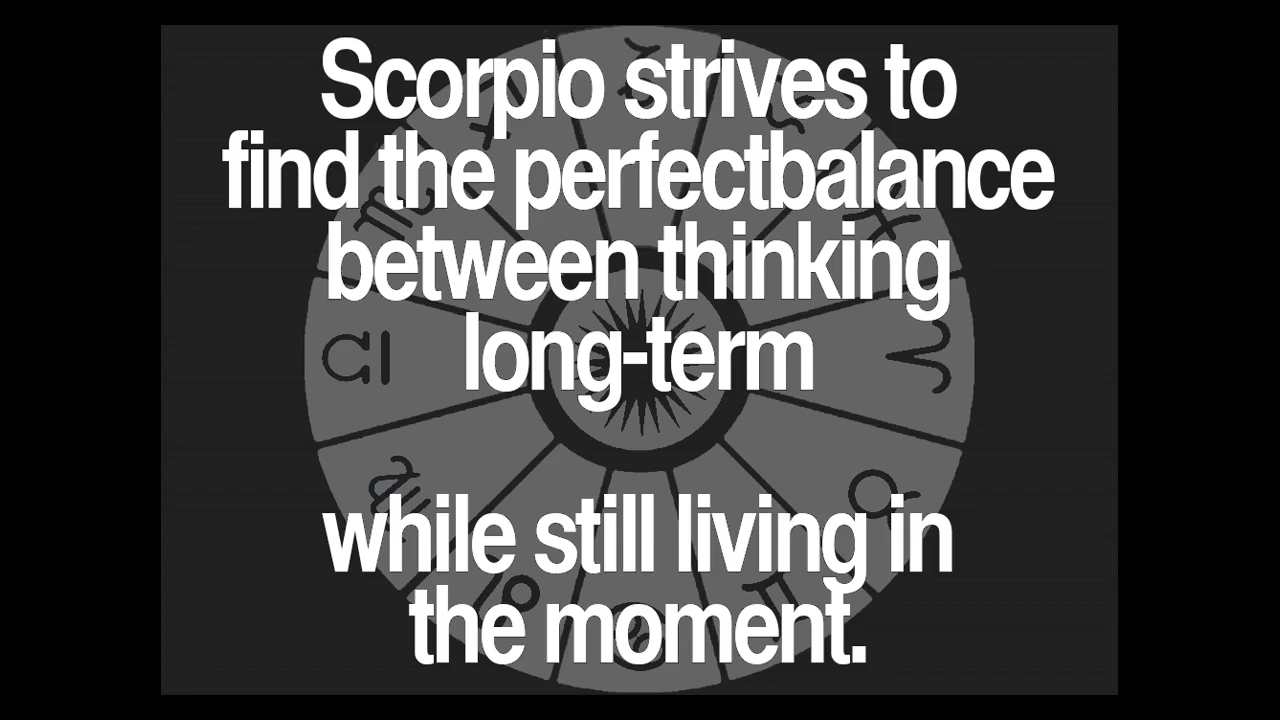 Scorpio strives to
find the perfectbalance
between thinking
long-term
while still living in
the moment.